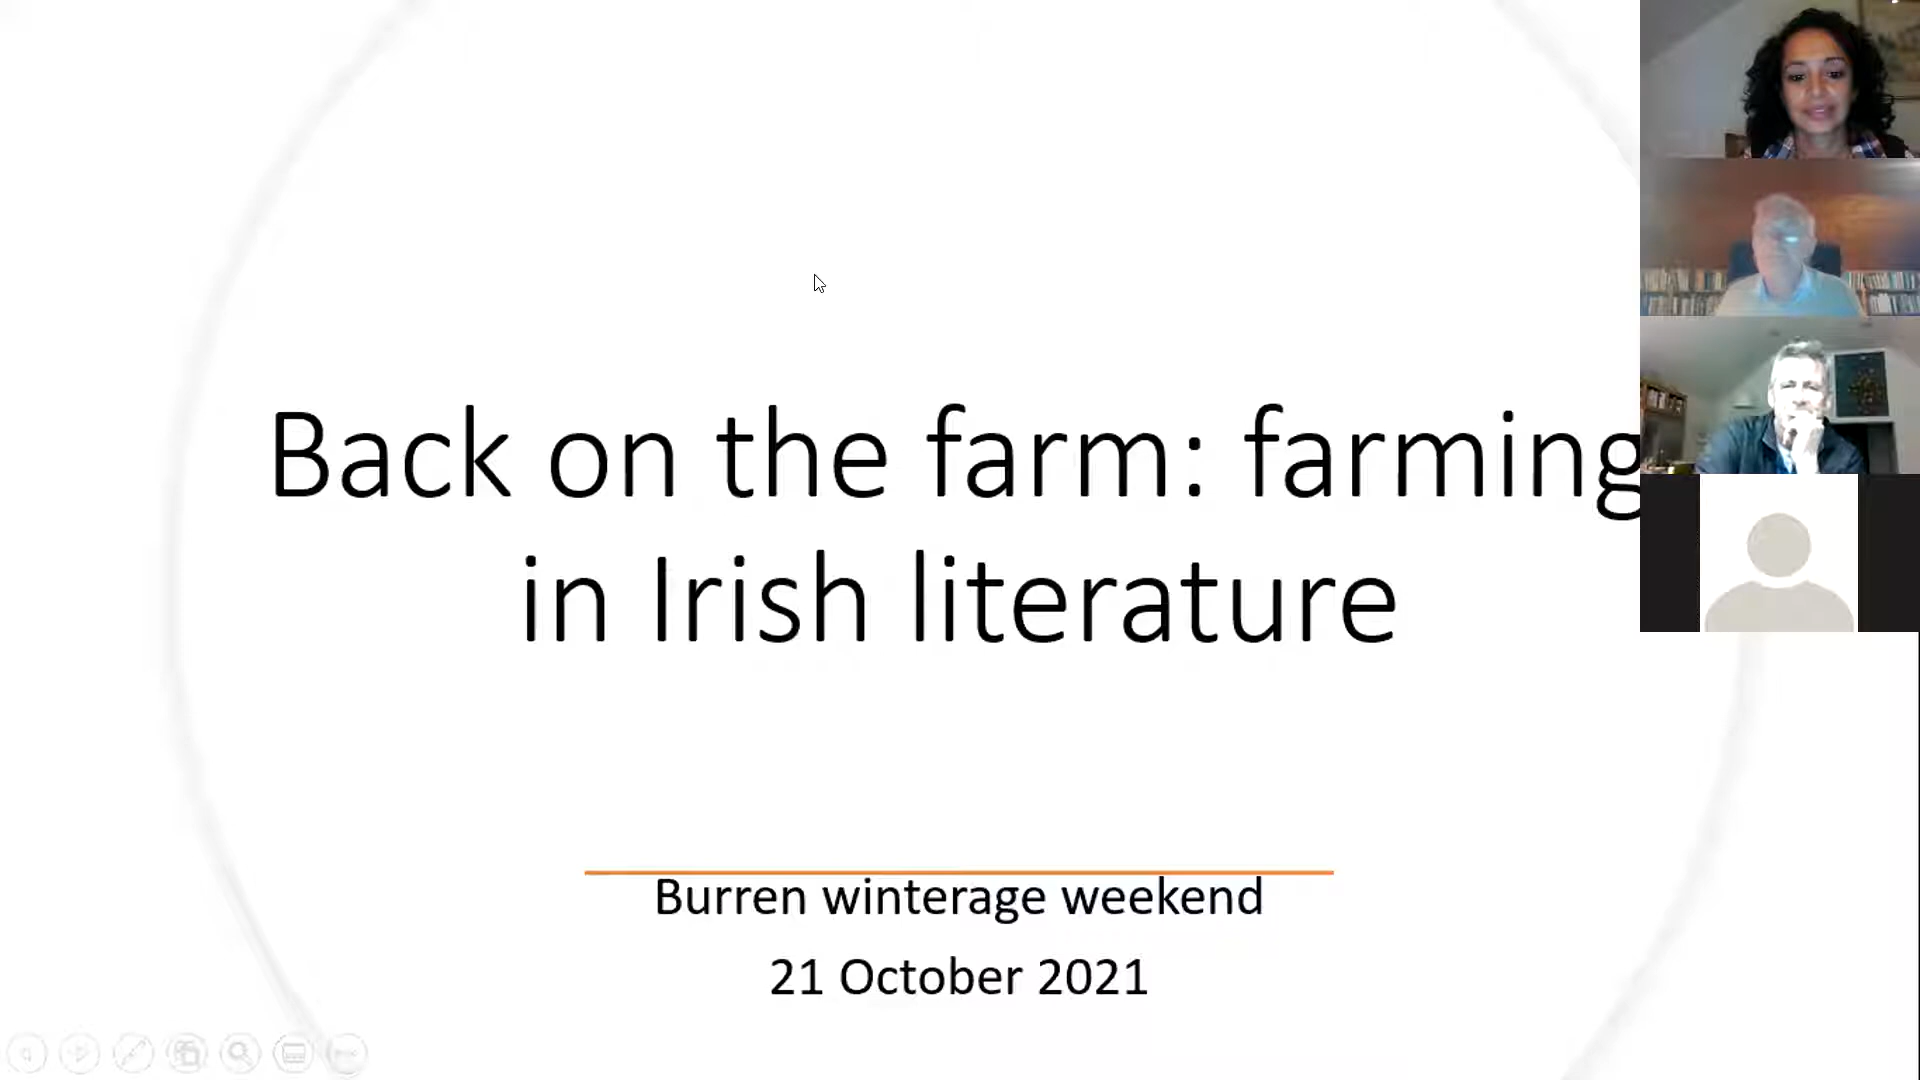 Back on the farm: farming
in Irish literature
Burren winterage weekend
21 October 2021